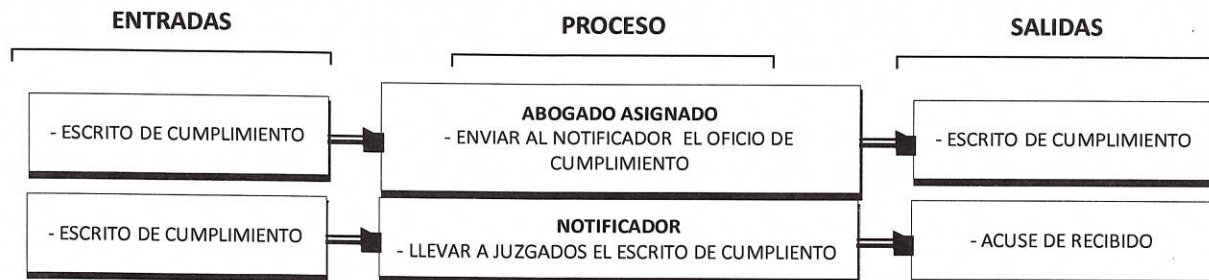 ENTRADAS
PROCESO
SALIDAS
- ESCRITO DE CUMPLIMIENTO
ABOGADO ASIGNADO
- ENVIAR AL NOTIFICADOR EL OFICIO DE
CUMPLIMIENTO
- ESCRITO DE CUMPLIMIENTO
- ESCRITO DE CUMPLIMIENTO
NOTIFICADOR
- LLEVAR A JUZGADOS EL ESCRITO DE CUMPLIENTO
- ACUSE DE RECIBIDO